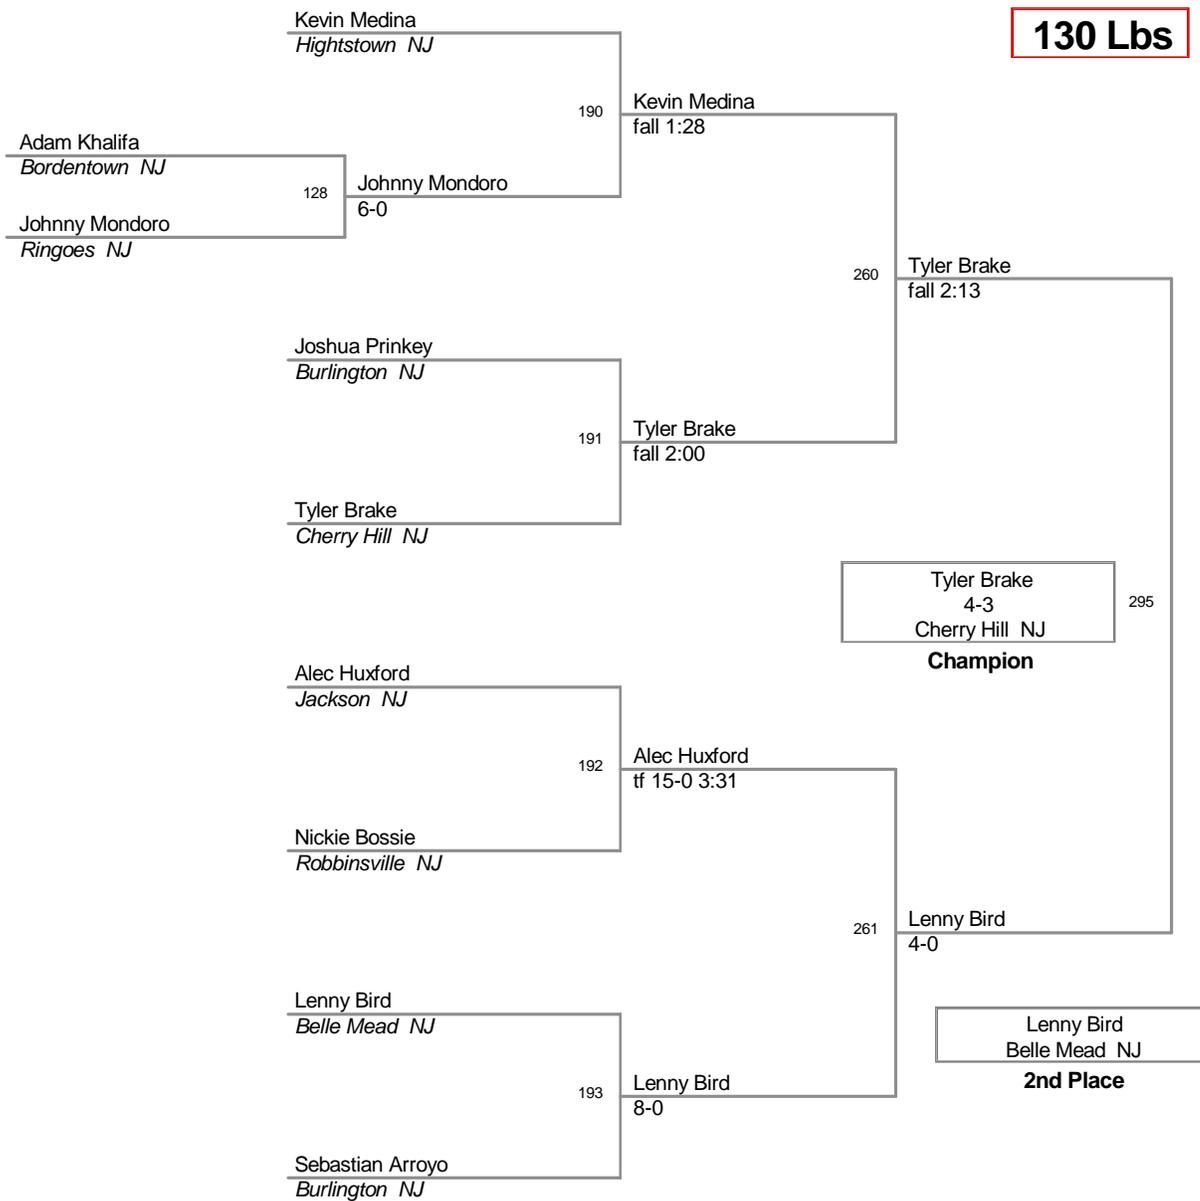 Kevin Medina
130 Lbs
Hightstown NJ
190
Kevin Medina
fall 1:28
Adam Khalifa
Bordentown NJ
128
Johnny Mondoro
6-0
Johnny Mondoro
Ringoes NJ
260
Tyler Brake
fall 2:13
Joshua Prinkey
Burlington NJ
191
Tyler Brake
fall 2:00
Tyler Brake
Cherry Hill NJ
Tyler Brake
4-3
Cherry Hill NJ
295
Champion
Alec Huxford
Jackson NJ
192
Alec Huxford
tf 15-0 3:31
Nickie Bossie
Robbinsville NJ
261
Lenny Bird
4-0
Lenny Bird
Belle Mead NJ
Lenny Bird
Belle Mead NJ
2nd Place
193
Lenny Bird
8-0
Sebastian Arroyo
Burlington NJ